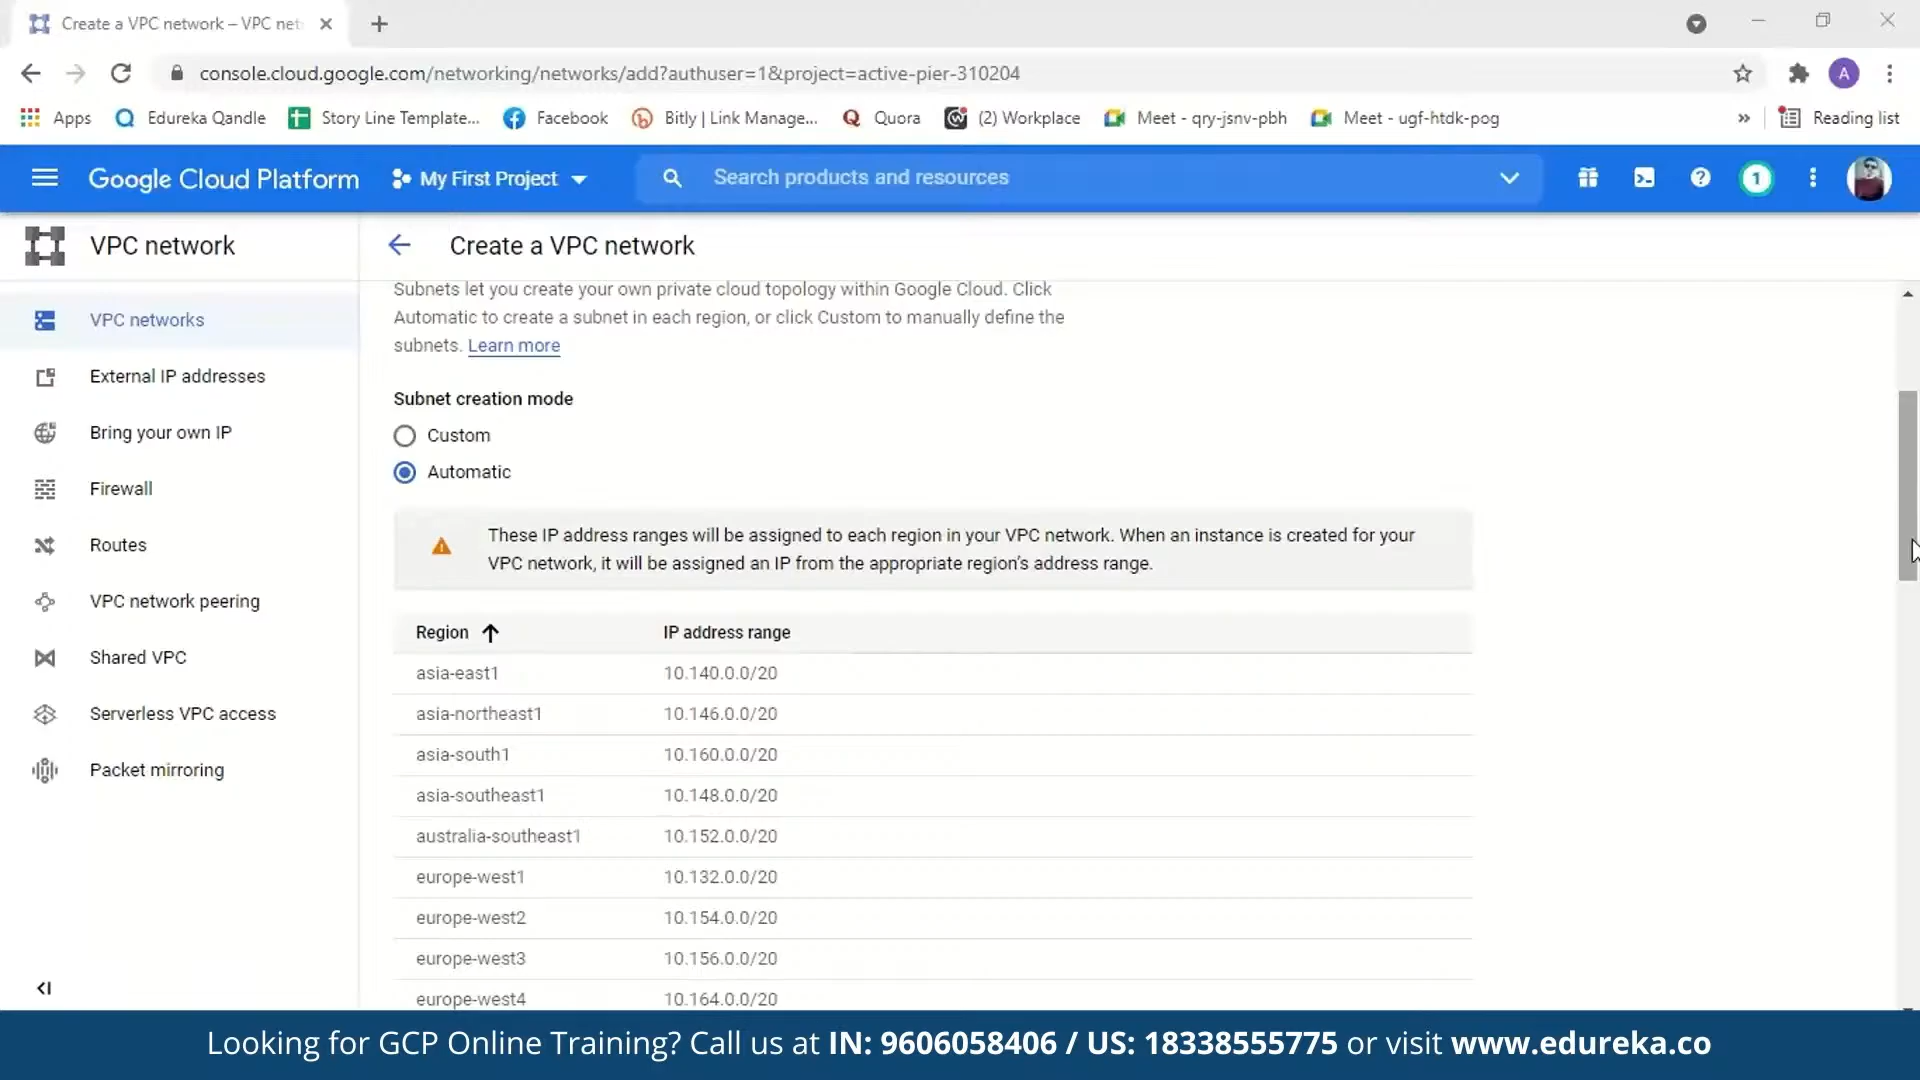 Create a VPC network – VPC net
console.cloud.google.com/networking/networks/add?authuser=1&project=active-pier-310204
A
Apps
Edureka Qandle
Story Line Template...
Facebook
Bitly | Link Manage...
Quora
(2) Workplace
Meet - qry-jsnv-pbh
Meet - ugf-htdk-pog
»
Reading list
Google Cloud Platform
My First Project
Search products and resources
1
VPC network
Create a VPC network
VPC networks
External IP addresses
Bring your own IP
Firewall
Routes
VPC network peering
Shared VPC
Serverless VPC access
Packet mirroring
Subnets let you create your own private cloud topology within Google Cloud. Click
Automatic to create a subnet in each region, or click Custom to manually define the
subnets. Learn more
Subnet creation mode
Custom
Automatic
These IP address ranges will be assigned to each region in your VPC network. When an instance is created for your
VPC network, it will be assigned an IP from the appropriate region's address range.
Region IP address range
asia-east1 10.140.0.0/20
asia-northeast1 10.146.0.0/20
asia-south1 10.160.0.0/20
asia-southeast1 10.148.0.0/20
australia-southeast1 10.152.0.0/20
europe-west1 10.132.0.0/20
europe-west2 10.154.0.0/20
europe-west3 10.156.0.0/20
europe-west4 10.164.0.0/20
Looking for GCP Online Training? Call us at IN: 9606058406 / US: 18338555775 or visit www.edureka.co